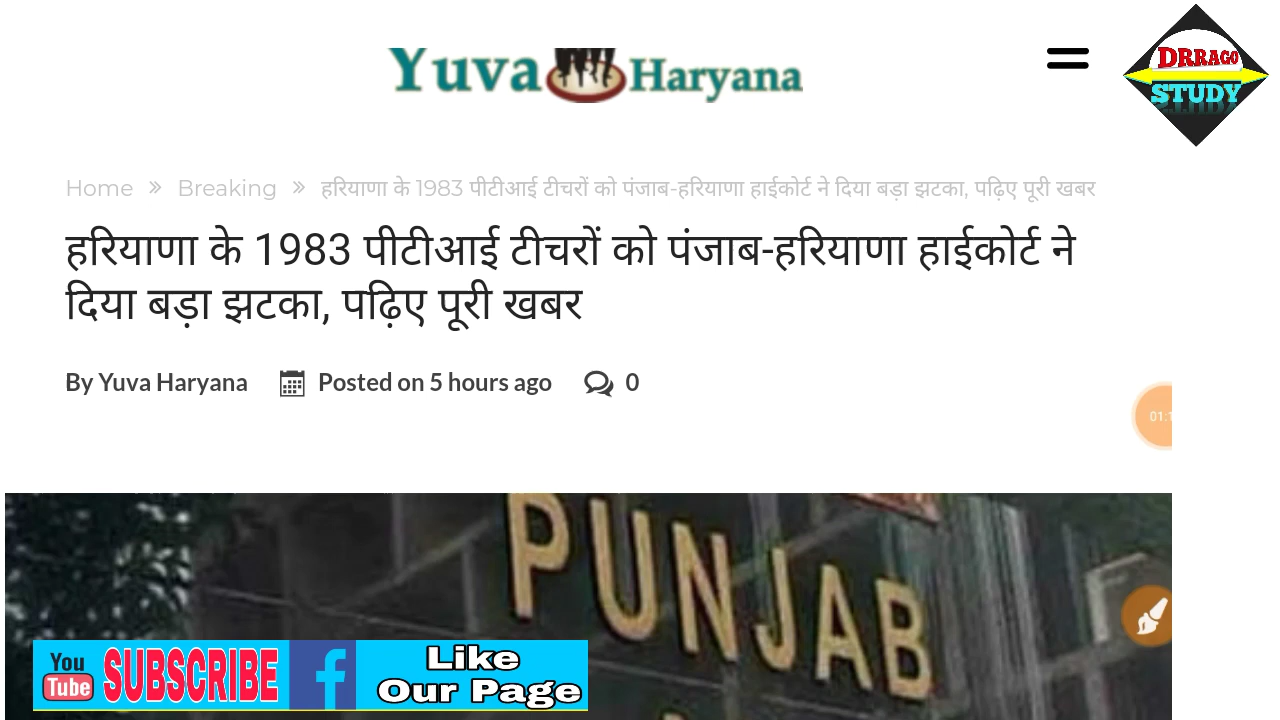 Yuva Haryana
DRRAGO
STUDY
Home » Breaking » हरियाणा के 1983 पीटीआई टीचरों को पंजाब-हरियाणा हाईकोर्ट ने दिया बड़ा झटका, पढ़िए पूरी खबर
हरियाणा के 1983 पीटीआई टीचरों को पंजाब-हरियाणा हाईकोर्ट ने
दिया बड़ा झटका, पढ़िए पूरी खबर
By Yuva Haryana Posted on 5 hours ago 0
PUNJAB
You
Tube
SUBSCRIBE
f
Like
Our Page